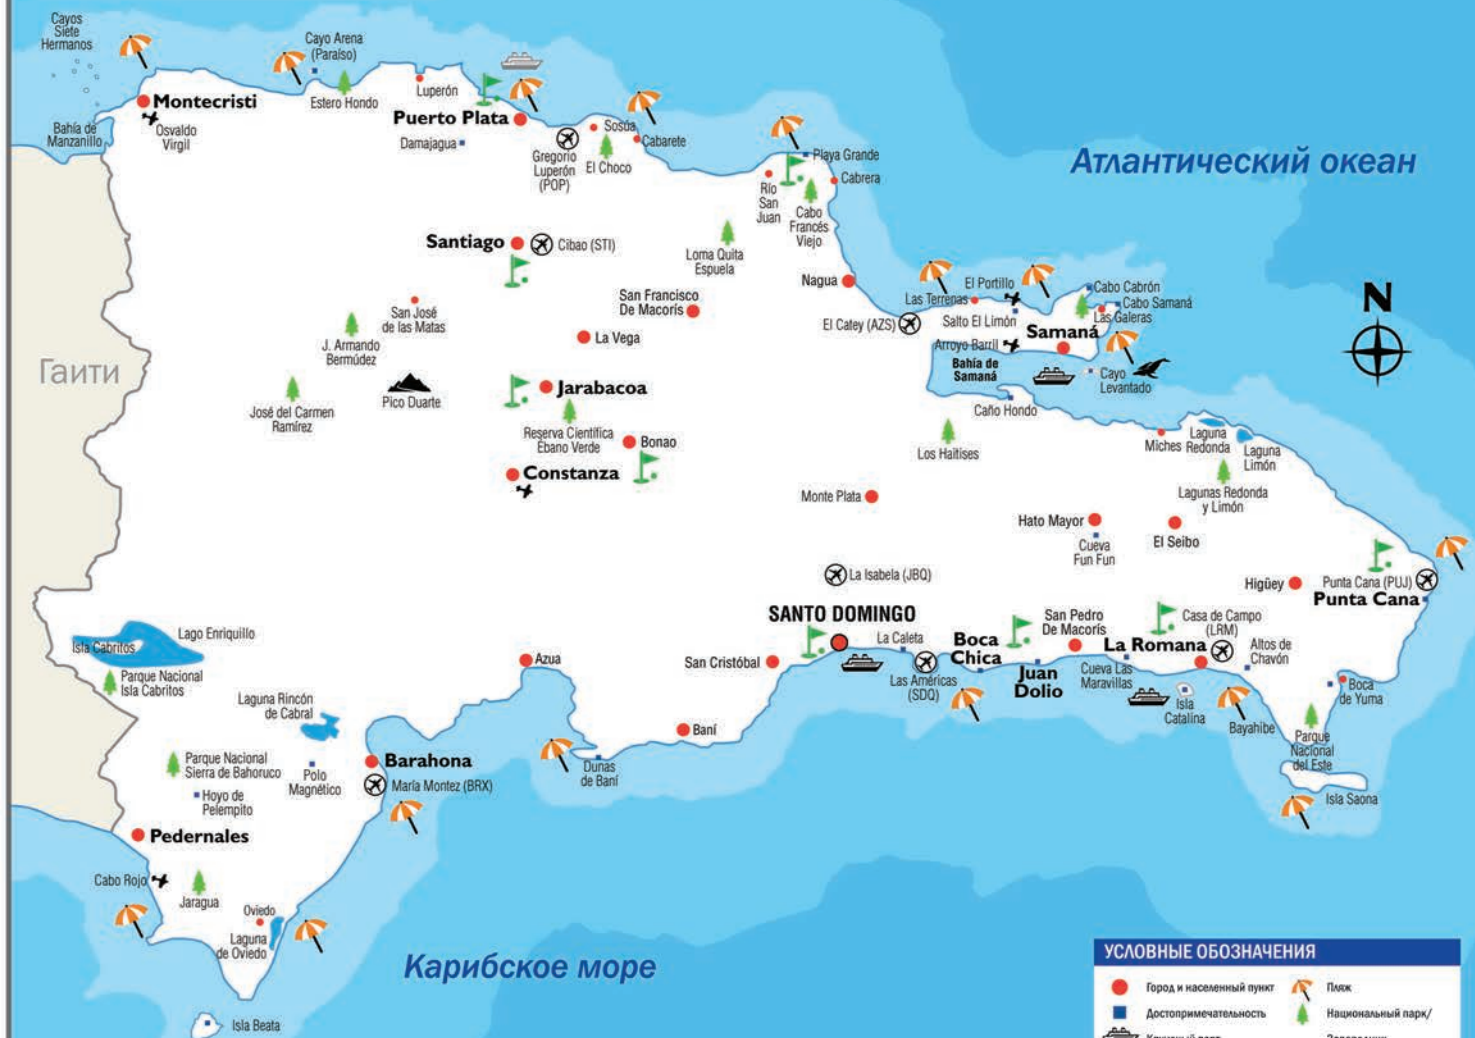 Cayos
Siete
Hermanos
Cayo Arena
(Paraíso)
Montecristi
Osvaldo
Virgil
Bahía de
Manzanillo
Estero Hondo
Luperón
Puerto Plata
Damajagua
Gregorio
Luperón
(POP)
Sosúa
El Choco
Cabarete
Playa Grande
Río
San
Juan
Cabrera
Cabo
Francés
Viejo
Атлантический океан
Santiago
Cibao (STI)
Loma Quita
Espuela
San Francisco
De Macorís
Nagua
San José
de las Matas
J. Armando
Bermúdez
La Vega
El Catey (AZS)
Las Terrenas
El Portillo
Salto El Limón
Cabo Cabrón
Cabo Samaná
Las Galeras
Samaná
Arroyo Barril
Bahía de
Samaná
Cayo
Levantado
Caño Hondo
N
Гаити
José del Carmen
Ramírez
Pico Duarte
Jarabacoa
Reserva Científica
Ébano Verde
Bonao
Constanza
Los Haitises
Miches
Laguna
Redonda
Laguna
Limón
Lagunas Redonda
y Limón
Monte Plata
Hato Mayor
Cueva
Fun Fun
El Seibo
La Isabela (JBQ)
Higüey
Punta Cana (PUJ)
Punta Cana
SANTO DOMINGO
La Caleta
Las Américas
(SDQ)
Boca
Chica
Juan
Dolio
San Pedro
De Macorís
La Romana
Casa de Campo
(LRM)
Cueva Las
Maravillas
Isla
Catalina
Altos de
Chavón
Bayahibe
Boca
de Yuma
Parque
Nacional
del Este
Isla Saona
Isla Cabritos
Lago Enriquillo
Parque Nacional
Isla Cabritos
Azua
San Cristóbal
Baní
Dunas
de Baní
Laguna Rincón
de Cabral
Barahona
María Montez (BRX)
Parque Nacional
Sierra de Bahoruco
Polo
Magnético
Hoyo de
Pelempito
Pedernales
Cabo Rojo
Jaragua
Oviedo
Laguna
de Oviedo
Isla Beata
Карибское море
УСЛОВНЫЕ ОБОЗНАЧЕНИЯ
Город и населенный пункт
Пляж
Достопримечательность
Национальный парк/